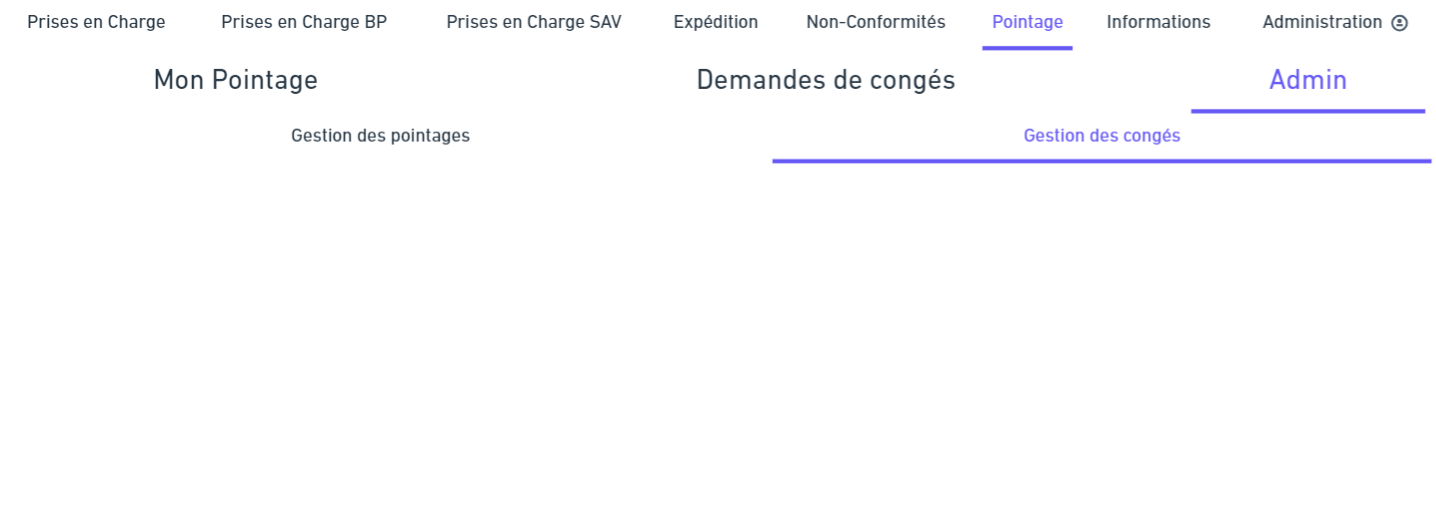 Prises en Charge Prises en Charge BP Prises en Charge SAV Expédition Non-Conformités Pointage Informations Administration
Mon Pointage Demandes de congés Admin
Gestion des pointages Gestion des congés